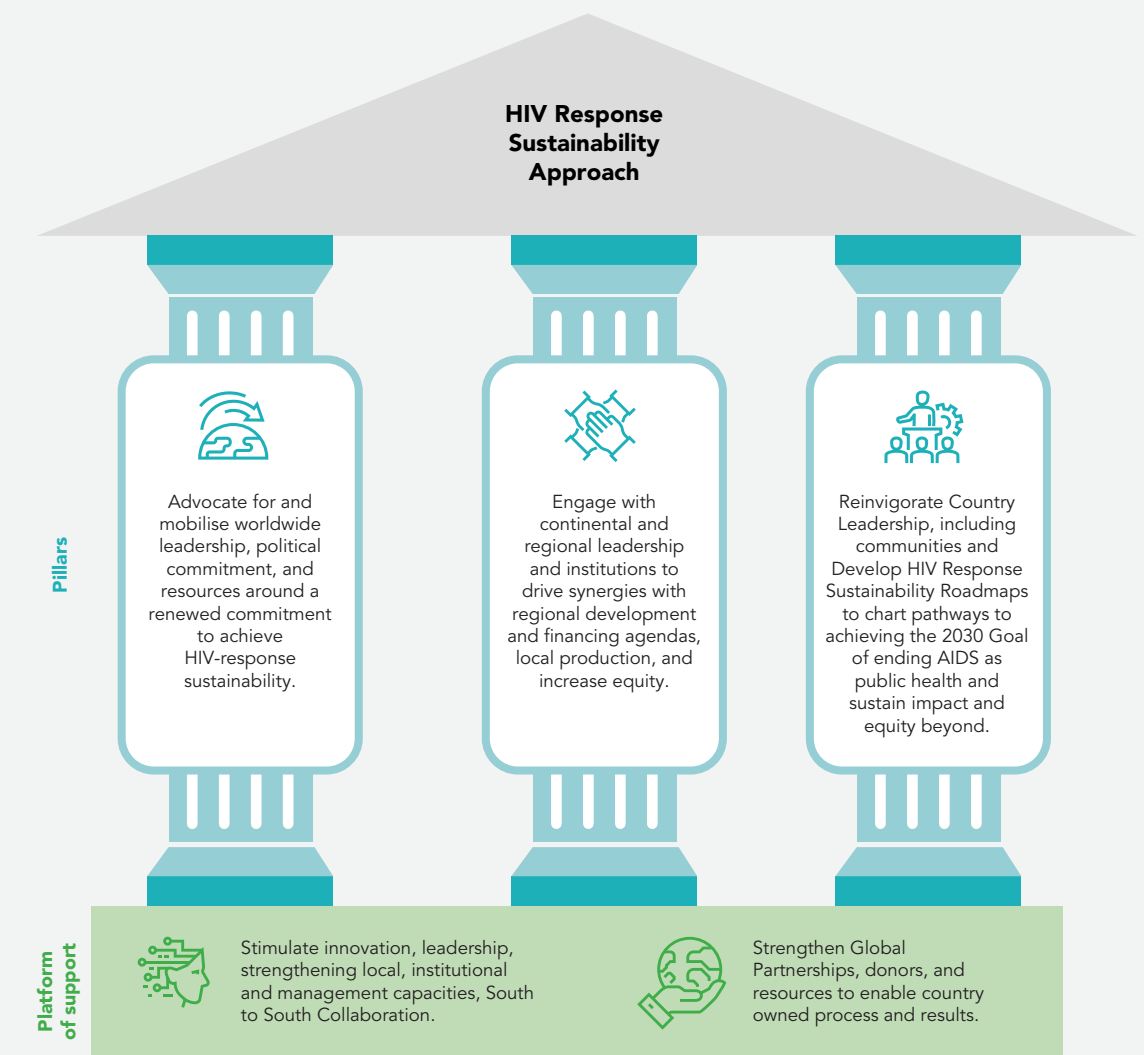 HIV Response
Sustainability
Approach
Pillars
Advocate for and
mobilise worldwide
leadership, political
commitment, and
resources around a
renewed commitment
to achieve
HIV-response
sustainability.
Engage with
continental and
regional leadership
and institutions to
drive synergies with
regional development
and financing agendas,
local production, and
increase equity.
Reinvigorate Country
Leadership, including
communities and
Develop HIV Response
Sustainability Roadmaps
to chart pathways to
achieving the 2030 Goal
of ending AIDS as
public health and
sustain impact and
equity beyond.
Platform
of support
Stimulate innovation, leadership,
strengthening local, institutional
and management capacities, South
to South Collaboration.
Strengthen Global
Partnerships, donors, and
resources to enable country
owned process and results.